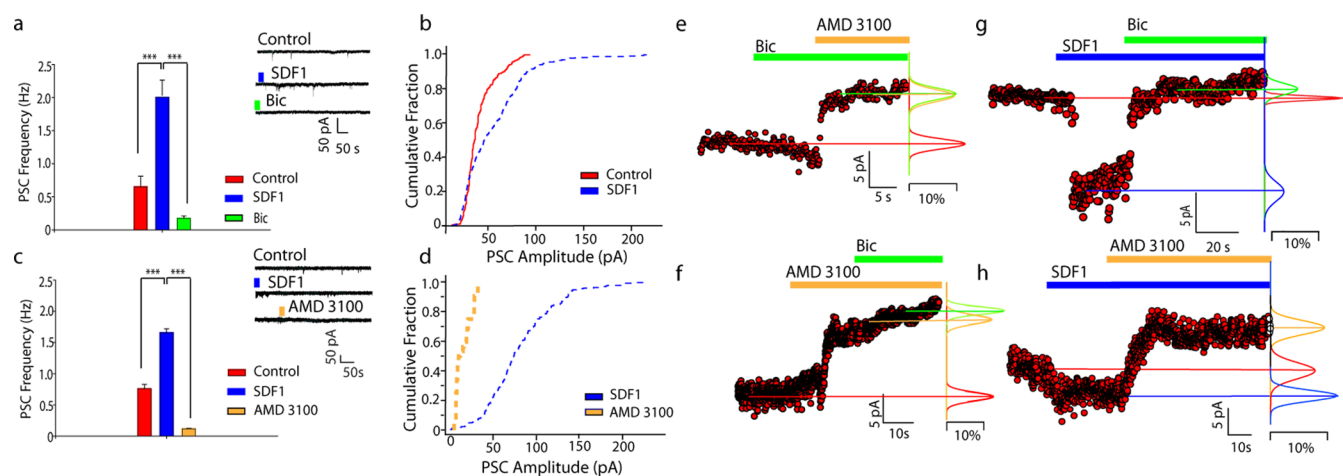 a
PSC Frequency (Hz)
2.5
2.0
1.5
1.0
0.5
0
***
***
Control
SDF1
Bic
Control
SDF1
Bic
50 pA
50 s
b
Cumulative Fraction
1.0
0.8
0.6
0.4
0.2
0
Control
SDF1
50
100
150
200
PSC Amplitude (pA)
c
PSC Frequency (Hz)
2.5
2.0
1.5
1.0
0.5
0
***
***
Control
SDF1
AMD 3100
Control
SDF1
AMD 3100
50 pA
50s
d
Cumulative Fraction
1.0
0.8
0.6
0.4
0.2
0
SDF1
AMD 3100
0
50
100
150
200
PSC Amplitude (pA)
e
AMD 3100
Bic
5 pA
5 s
10%
f
Bic
AMD 3100
5 pA
10s
10%
g
Bic
SDF1
5 pA
20 s
10%
h
AMD 3100
SDF1
5 pA
10s
10%